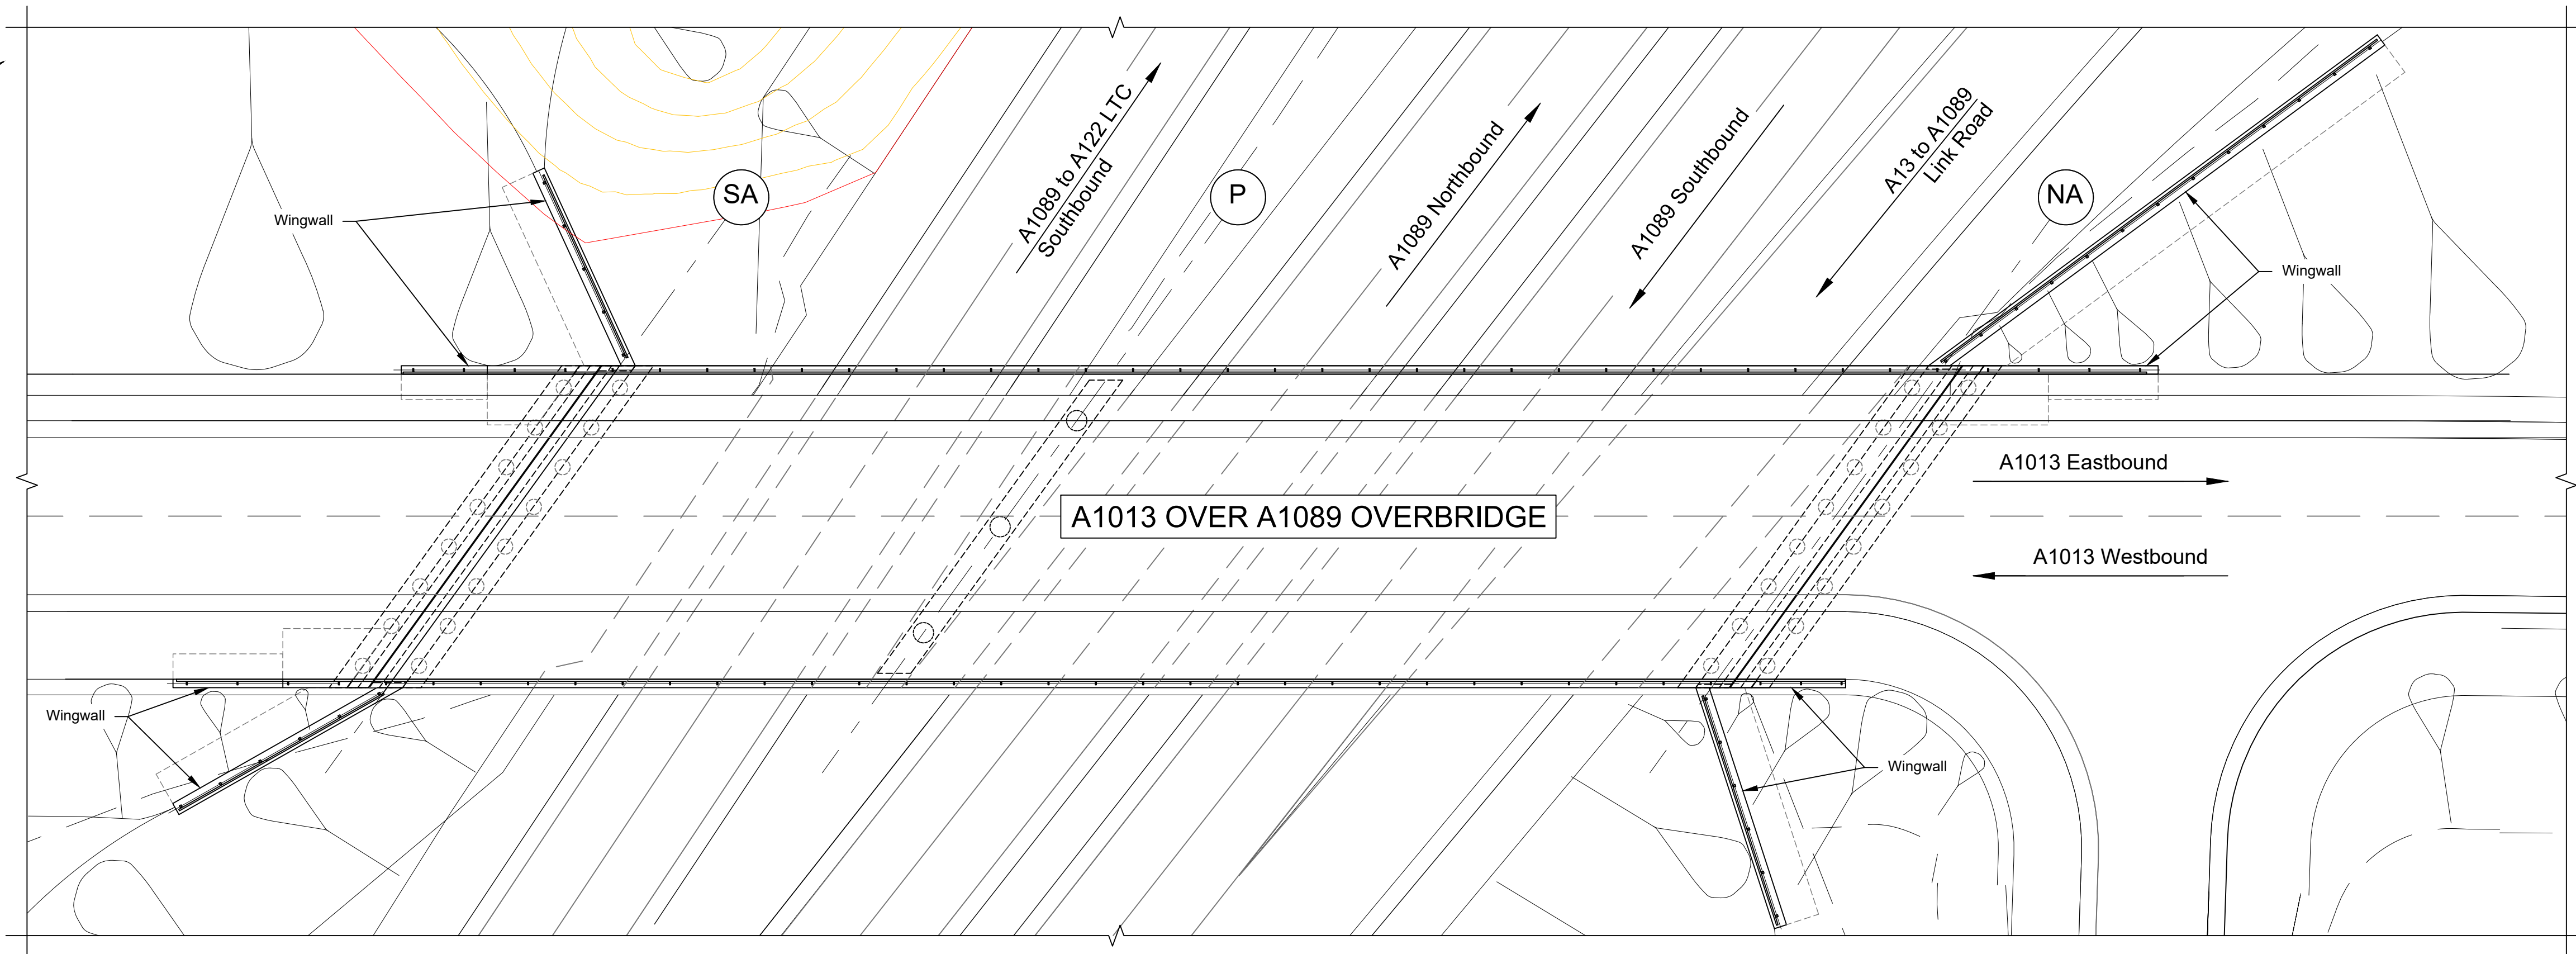 A1089 to A122 LTC
Southbound
A1089 Northbound
A1089 Southbound
A13 to A1089
Link Road
SA
P
NA
Wingwall
Wingwall
A1013 Eastbound
A1013 OVER A1089 OVERBRIDGE
A1013 Westbound
Wingwall
Wingwall